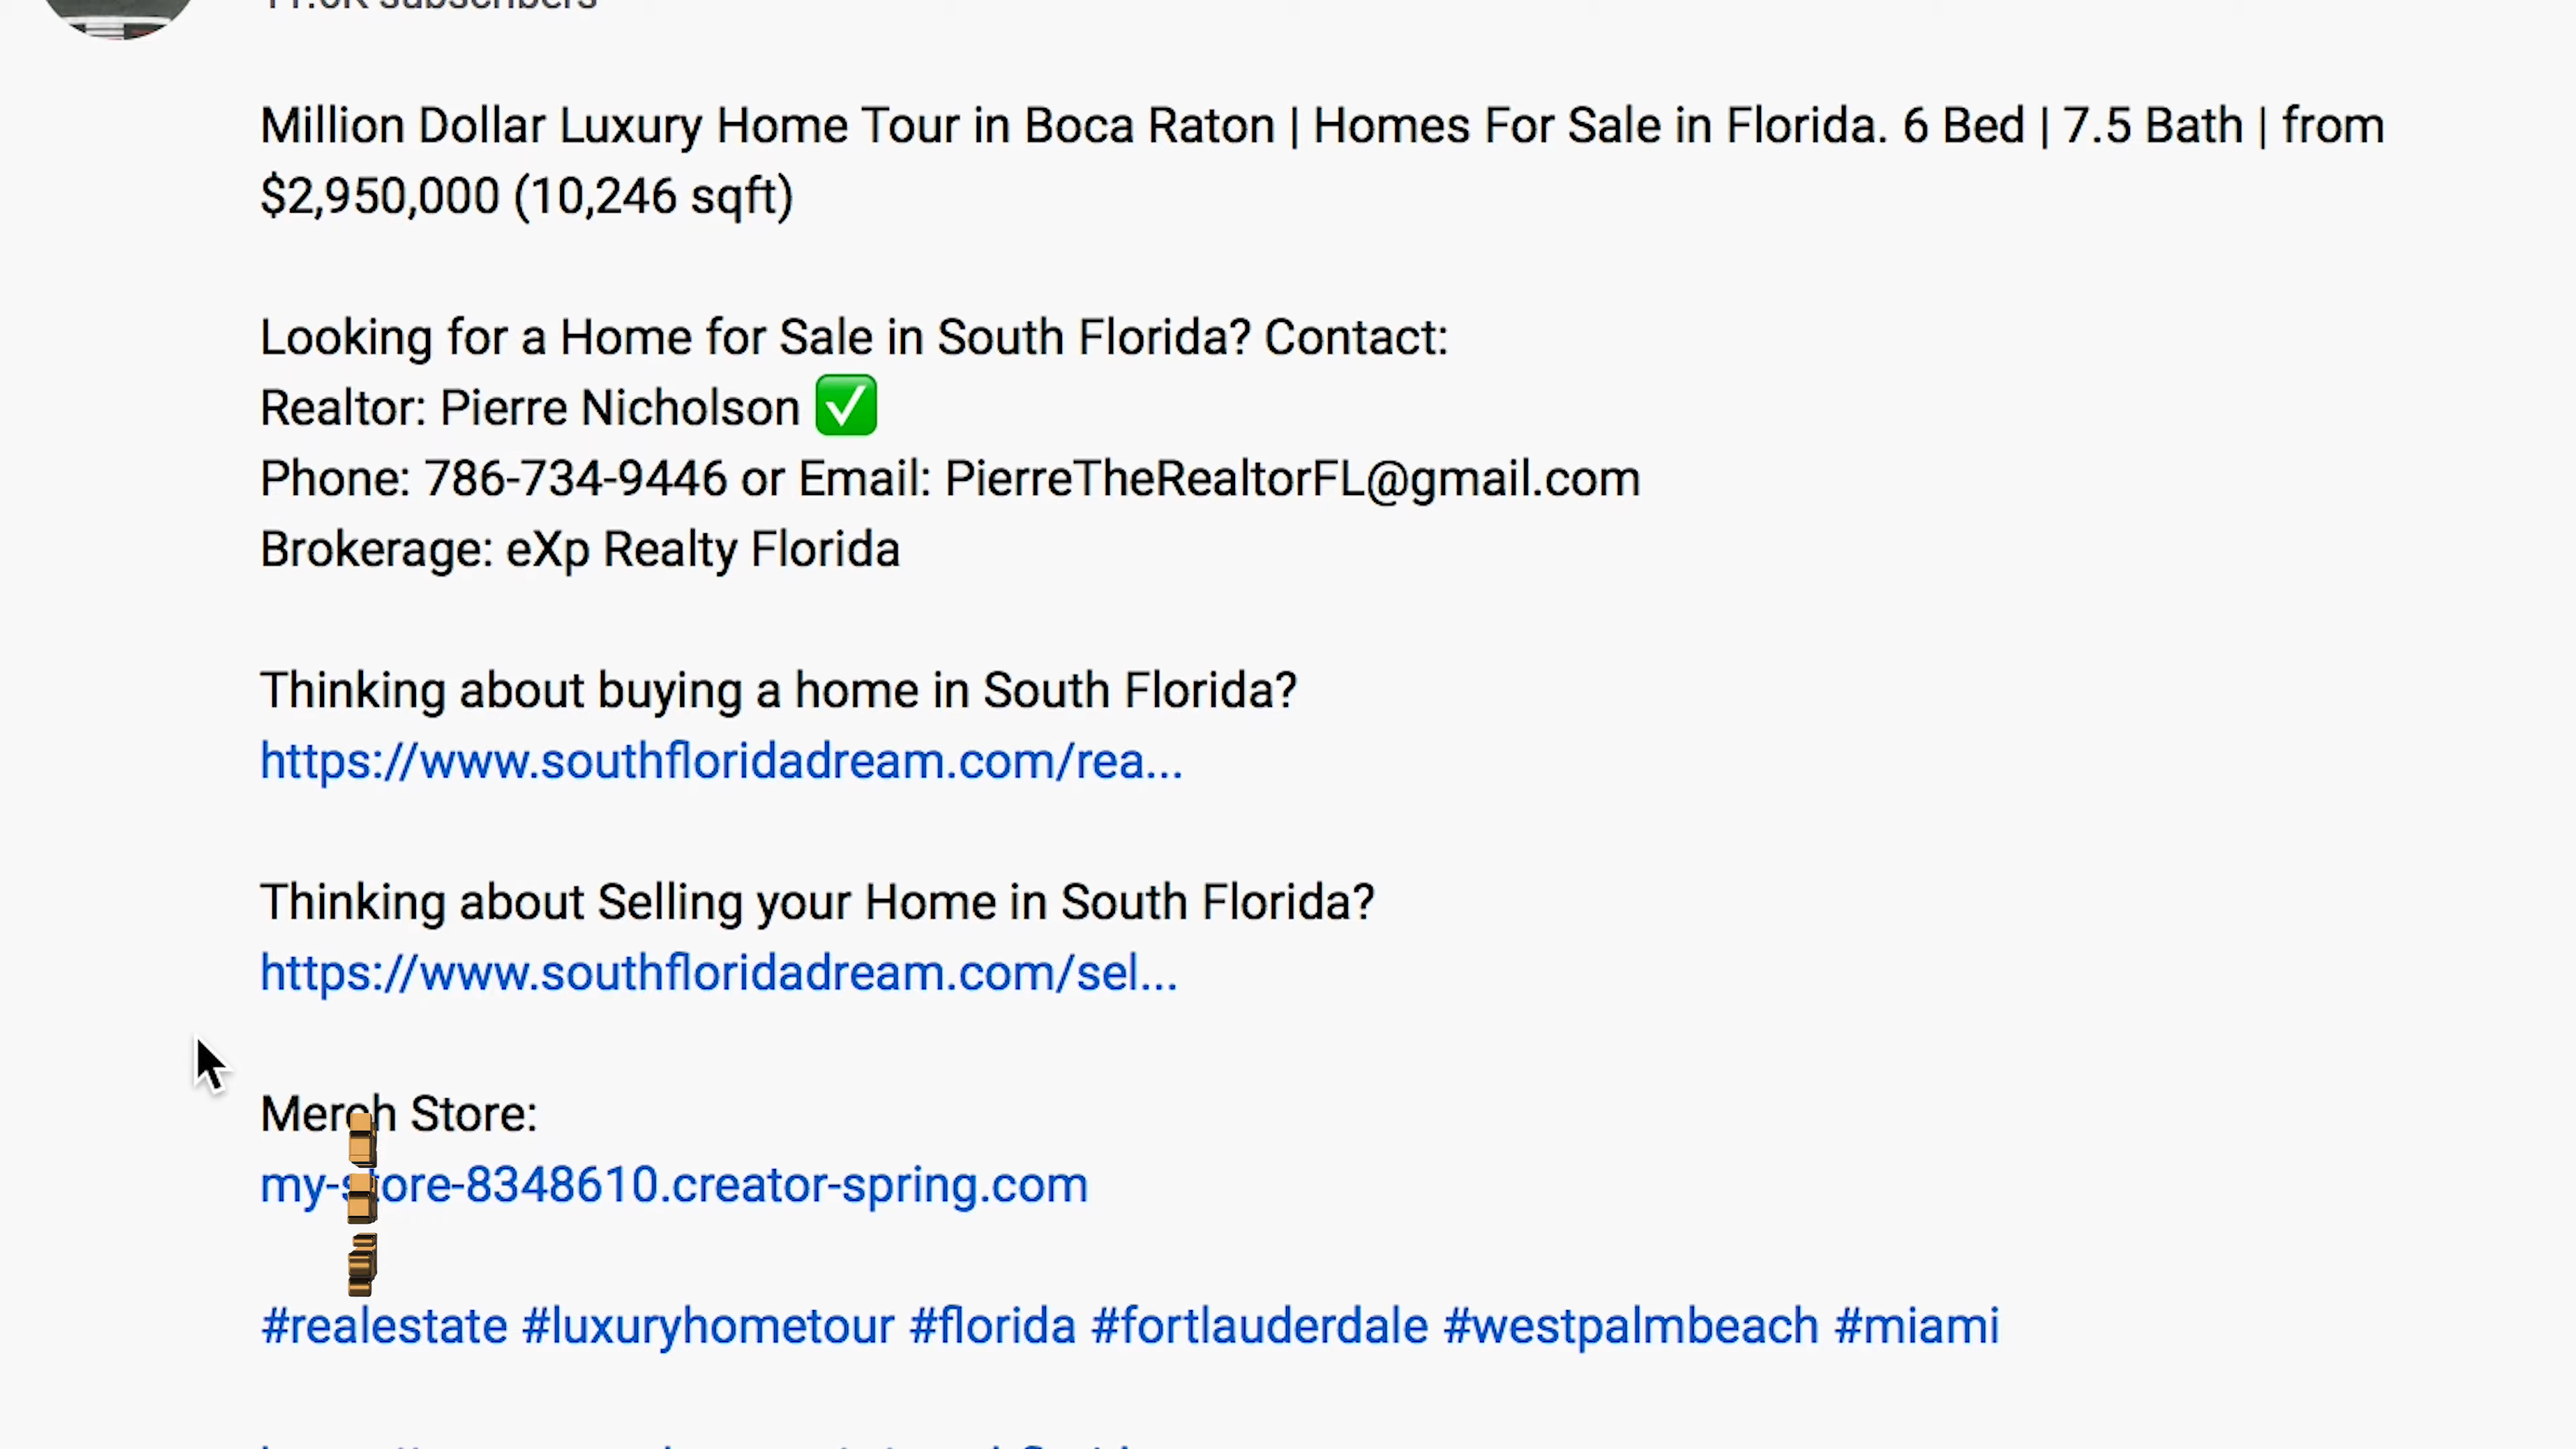 subscribers
Million Dollar Luxury Home Tour in Boca Raton | Homes For Sale in Florida. 6 Bed | 7.5 Bath | from
$2,950,000 (10,246 sqft)
Looking for a Home for Sale in South Florida? Contact:
Realtor: Pierre Nicholson ✅
Phone: 786-734-9446 or Email: PierreTheRealtorFL@gmail.com
Brokerage: eXp Realty Florida
Thinking about buying a home in South Florida?
https://www.southfloridadream.com/rea...
Thinking about Selling your Home in South Florida?
https://www.southfloridadream.com/sel...
Merch Store:
my-store-8348610.creator-spring.com
#realestate #luxuryhometour #florida #fortlauderdale #westpalmbeach #miami